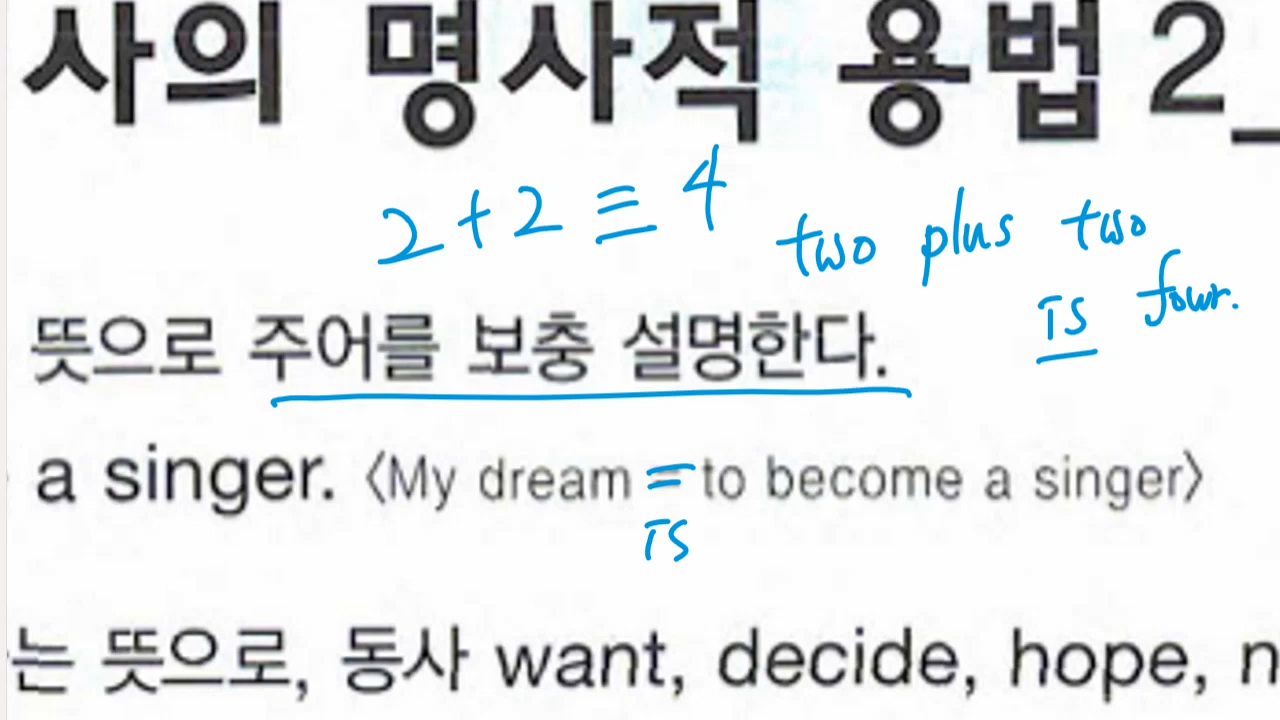 사의 명사적 용법 2_
2 + 2 = 4
two plus two
is four.
뜻으로 주어를 보충 설명한다.
a singer. 〈My dream = to become a singer〉
is
는 뜻으로, 동사 want, decide, hope, n